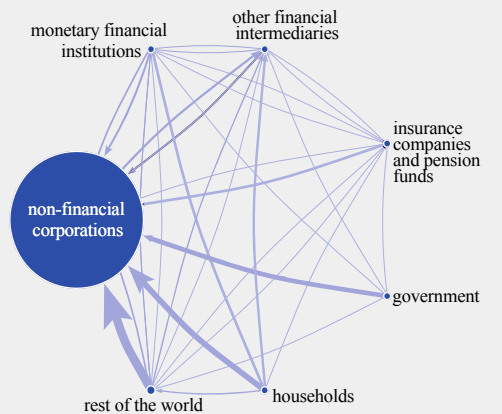 monetary financial
institutions
other financial
intermediaries
insurance
companies
and pension
funds
non-financial
corporations
government
households
rest of the world